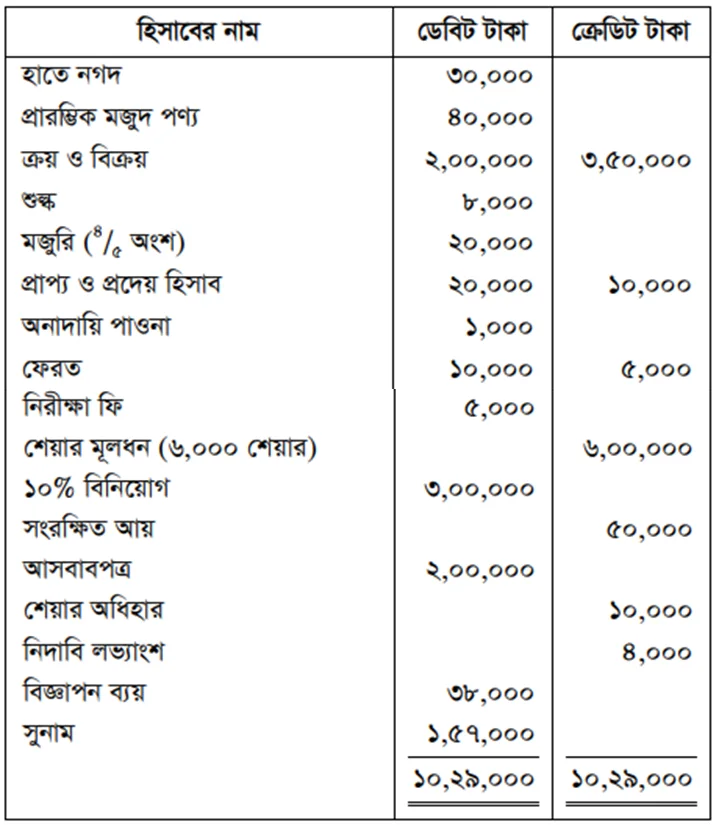 হিসাবের নাম ডেবিট টাকা ক্রেডিট টাকা
হাতে নগদ ৩০,০০০
প্রারম্ভিক মজুদ পণ্য ৪০,০০০
ক্রয় ও বিক্রয় ২,০০,০০০ ৩,৫০,০০০
শুল্ক ৮,০০০
মজুরি (৪/৫ অংশ) ২০,০০০
প্রাপ্য ও প্রদেয় হিসাব ২০,০০০ ১০,০০০
অনাদায়ি পাওনা ১,০০০
ফেরত ১০,০০০ ৫,০০০
নিরীক্ষা ফি ৫,০০০
শেয়ার মূলধন (৬,০০০ শেয়ার) ৬,০০,০০০
১০% বিনিয়োগ ৩,০০,০০০
সংরক্ষিত আয় ৫০,০০০
আসবাবপত্র ২,০০,০০০
শেয়ার অধিহার ১০,০০০
নিদাবি লভ্যাংশ ৪,০০০
বিজ্ঞাপন ব্যয় ৩৮,০০০
সুনাম ১,৫৭,০০০
১০,২৯,০০০ ১০,২৯,০০০